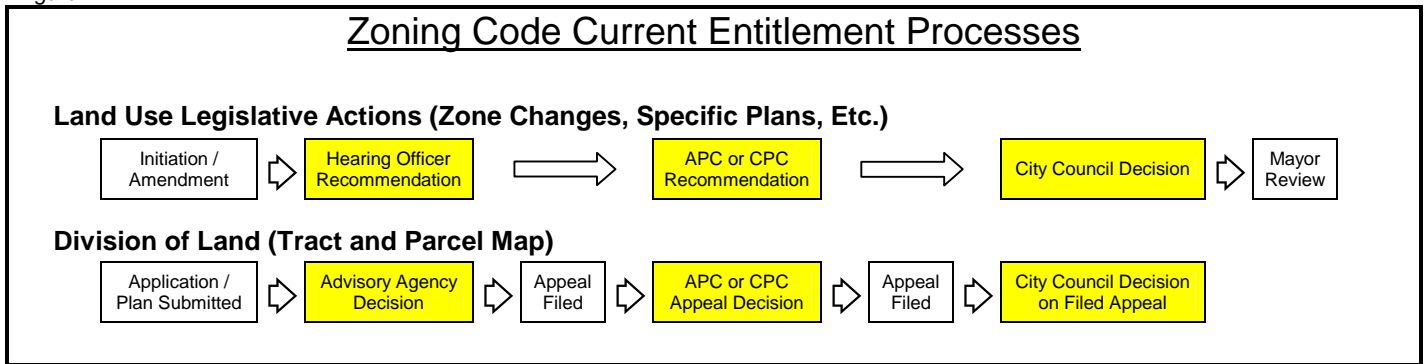 Zoning Code Current Entitlement Processes
Land Use Legislative Actions (Zone Changes, Specific Plans, Etc.)
Initiation /
Amendment
Hearing Officer
Recommendation
APC or CPC
Recommendation
City Council Decision
Mayor
Review
Division of Land (Tract and Parcel Map)
Application /
Plan Submitted
Advisory Agency
Decision
Appeal
Filed
APC or CPC
Appeal Decision
Appeal
Filed
City Council Decision
on Filed Appeal